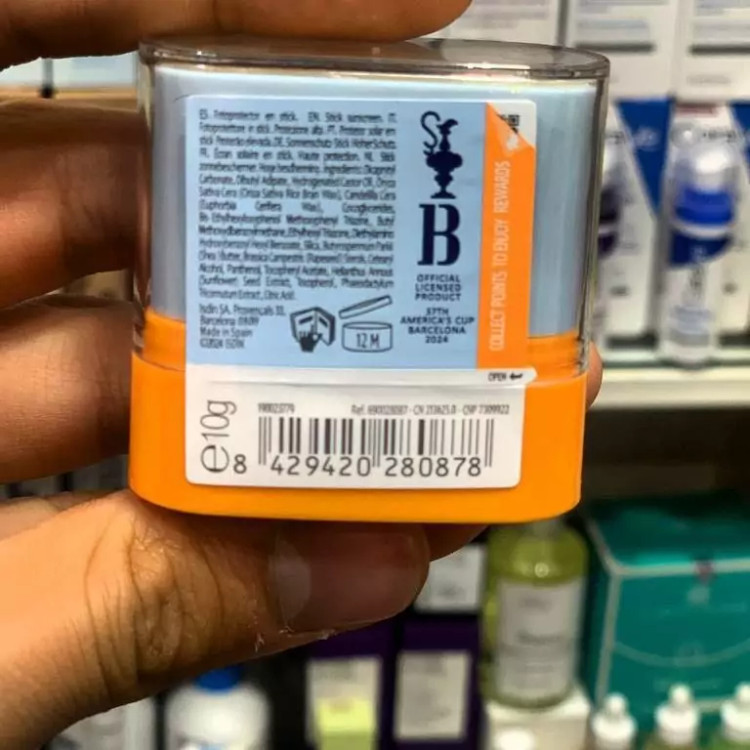 ES. Fotoprotector en stick. EN. Stick sunscreen. IT.
Fotoprotettore in stick. Protezione alta. PT. Protetor solar em
stick Proteção elevada. DE. Sonnenschutz-Stick Hoher Schutz.
FR. Écran solaire en stick. Haute protection. NL. Stick
zonnebeschermer. Hoge bescherming. Ingredients: Dicaprylyl
Carbonate, Dibutyl Adipate, Hydrogenated Castor Oil, Oryza
Sativa Cera (Oryza Sativa Rice Bran Wax), Candelilla Cera
(Euphorbia Cerifera Wax), Cocoglycerides,
Bis-Ethylhexyloxyphenol Methoxyphenyl Triazine, Butyl
Methoxydibenzoylmethane, Ethylhexyl Triazone, Diethylamino
Hydroxybenzoyl Hexyl Benzoate, Silica, Butyrospermum Parkii
(Shea) Butter, Brassica Campestris (Rapeseed) Sterols, Cetearyl
Alcohol, Panthenol, Tocopheryl Acetate, Helianthus Annuus
(Sunflower) Seed Extract, Tocopherol, Phaeodactylum
Tricornutum Extract, Citric Acid.
Isdin SA. Provençals 33,
Barcelona 08019
Made in Spain
©2024 ISDIN
12 M
B
OFFICIAL
LICENSED
PRODUCT
37TH
AMERICA'S CUP
BARCELONA
2024
COLLECT POINTS TO ENJOY REWARDS
OPEN
e 10g
8 429420 280878